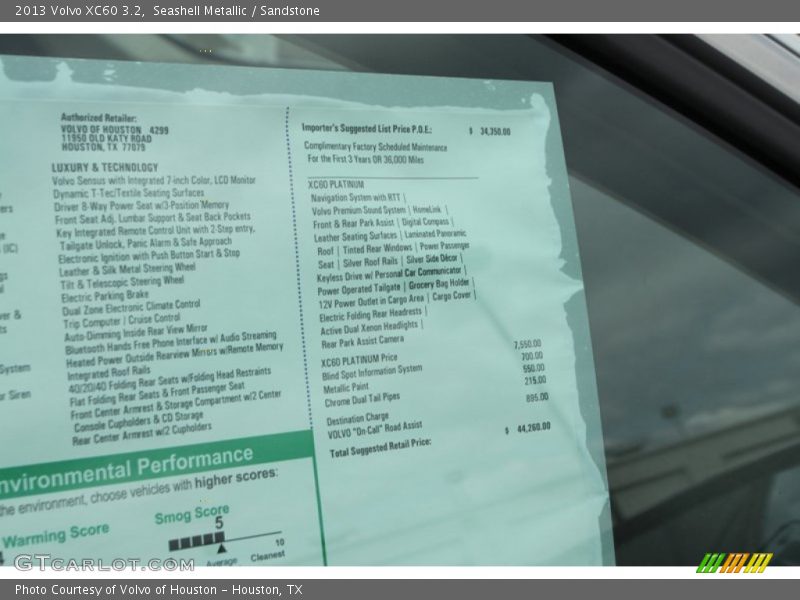 2013 Volvo XC60 3.2, Seashell Metallic / Sandstone
Authorized Retailer:
VOLVO OF HOUSTON 4299
11950 OLD KATY ROAD
HOUSTON, TX 77079
LUXURY & TECHNOLOGY
Volvo Sensus with Integrated 7-inch Color, LCD Monitor
Dynamic T-Tec/Textile Seating Surfaces
Driver 8-Way Power Seat w/3-Position Memory
Front Seat Adj. Lumbar Support & Seat Back Pockets
Key Integrated Remote Control Unit with 2-Step entry,
Tailgate Unlock, Panic Alarm & Safe Approach
Electronic Ignition with Push Button Start & Stop
Leather & Silk Metal Steering Wheel
Tilt & Telescopic Steering Wheel
Electric Parking Brake
Dual Zone Electronic Climate Control
Trip Computer | Cruise Control
Auto-Dimming Inside Rear View Mirror
Bluetooth Hands Free Phone Interface w/ Audio Streaming
Heated Power Outside Rearview Mirrors w/Remote Memory
Integrated Roof Rails
40/20/40 Folding Rear Seats w/Folding Head Restraints
Flat Folding Rear Seats & Front Passenger Seat
Front Center Armrest & Storage Compartment w/2 Center
Console Cupholders & CD Storage
Rear Center Armrest w/2 Cupholders
(IC)
ver &
System
or Siren
Importer's Suggested List Price P.O.E.: $ 34,350.00
Complimentary Factory Scheduled Maintenance
For the First 3 Years OR 36,000 Miles
XC60 PLATINUM
Navigation System with RTT |
Volvo Premium Sound System | HomeLink |
Front & Rear Park Assist | Digital Compass |
Leather Seating Surfaces | Laminated Panoramic
Roof | Tinted Rear Windows | Power Passenger
Seat | Silver Roof Rails | Silver Side Décor |
Keyless Drive w/ Personal Car Communicator |
Power Operated Tailgate | Grocery Bag Holder |
12V Power Outlet in Cargo Area | Cargo Cover |
Electric Folding Rear Headrests |
Active Dual Xenon Headlights |
Rear Park Assist Camera
XC60 PLATINUM Price 7,550.00
Blind Spot Information System 700.00
Metallic Paint 550.00
Chrome Dual Tail Pipes 215.00
Destination Charge 895.00
VOLVO "On Call" Road Assist
Total Suggested Retail Price: $ 44,260.00
nvironmental Performance
the environment, choose vehicles with higher scores:
Warming Score
Smog Score
5
10
Average
Cleanest
GTcarlot.com
Photo Courtesy of Volvo of Houston - Houston, TX